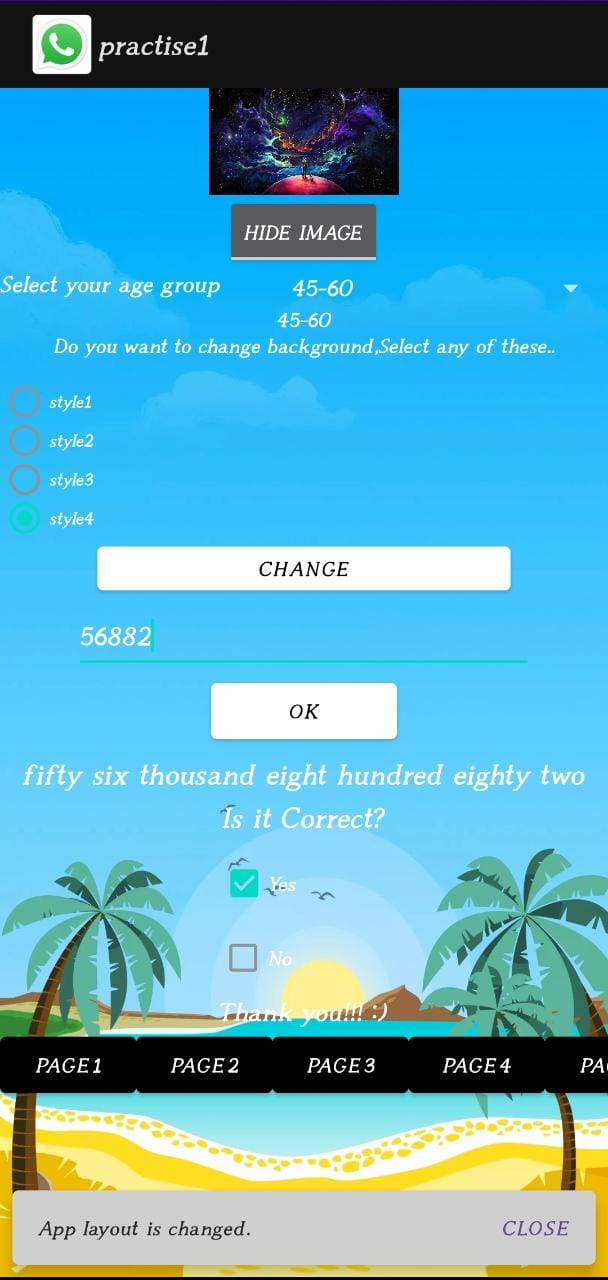 practise1
HIDE IMAGE
Select your age group
45-60
45-60
Do you want to change background,Select any of these..
style1
style2
style3
style4
CHANGE
56882
OK
fifty six thousand eight hundred eighty two
Is it Correct?
Yes
No
Thank you!!! :)
PAGE1 PAGE2 PAGE3 PAGE4
App layout is changed. CLOSE